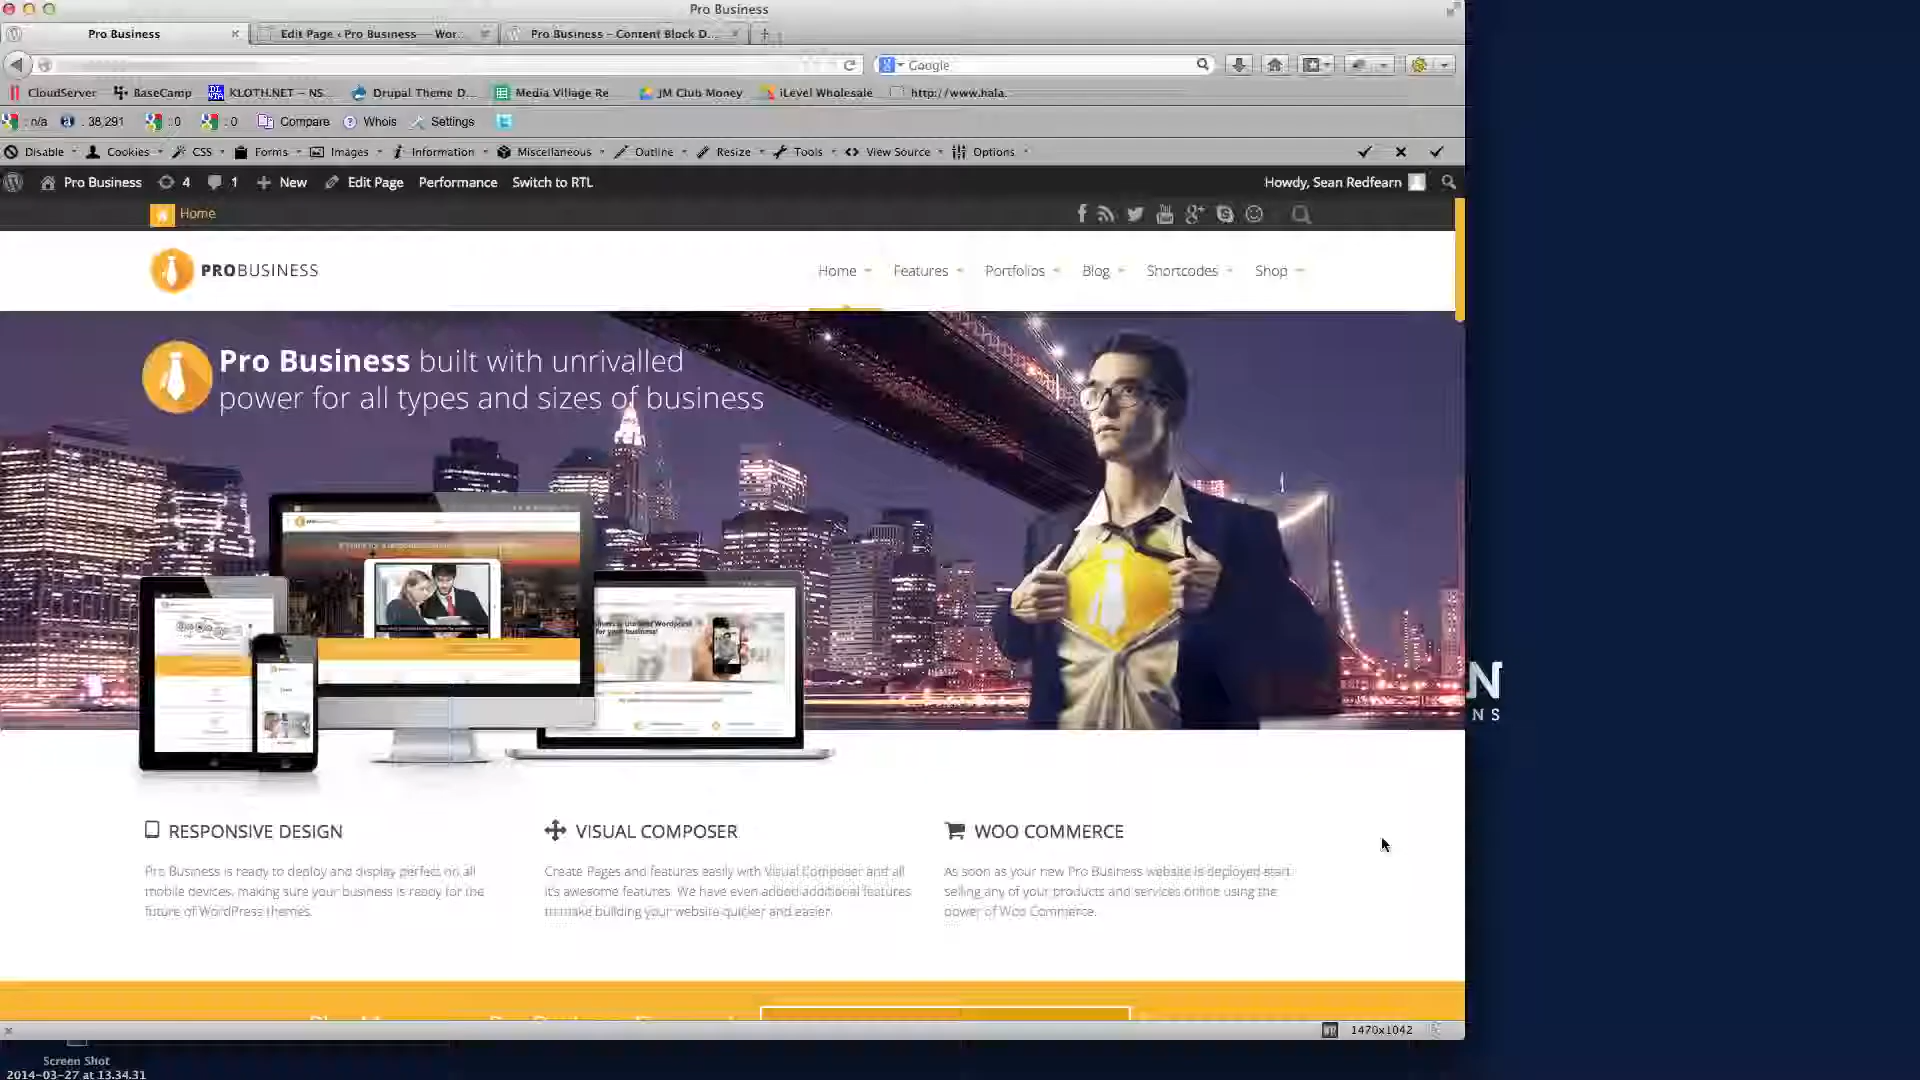 Pro Business
Pro Business
Edit Page ‹ Pro Business — Wor...
Pro Business – Content Block D...
Google
CloudServer
BaseCamp
KLOTH.NET – NS...
Drupal Theme D...
Media Village Re...
JM Club Money
iLevel Wholesale
http://www.hala.
: n/a
: 38,291
: 0
: 0
Compare
Whois
Settings
Disable
Cookies
CSS
Forms
Images
Information
Miscellaneous
Outline
Resize
Tools
View Source
Options
Pro Business
4
1
New
Edit Page
Performance
Switch to RTL
Howdy, Sean Redfearn
Home
PROBUSINESS
Home
Features
Portfolios
Blog
Shortcodes
Shop
Pro Business built with unrivalled
power for all types and sizes of business
N
NS
RESPONSIVE DESIGN
Pro Business is ready to deploy and display perfect on all
mobile devices, making sure your business is ready for the
future of WordPress themes.
VISUAL COMPOSER
Create Pages and features easily with Visual Composer and all
it's awesome features. We have even added additional features
to make building your website quicker and easier.
WOO COMMERCE
As soon as your new Pro Business website is deployed start
selling any of your products and services online using the
power of Woo Commerce.
1470x1042
Screen Shot
2014-03-27 at 13.34.31